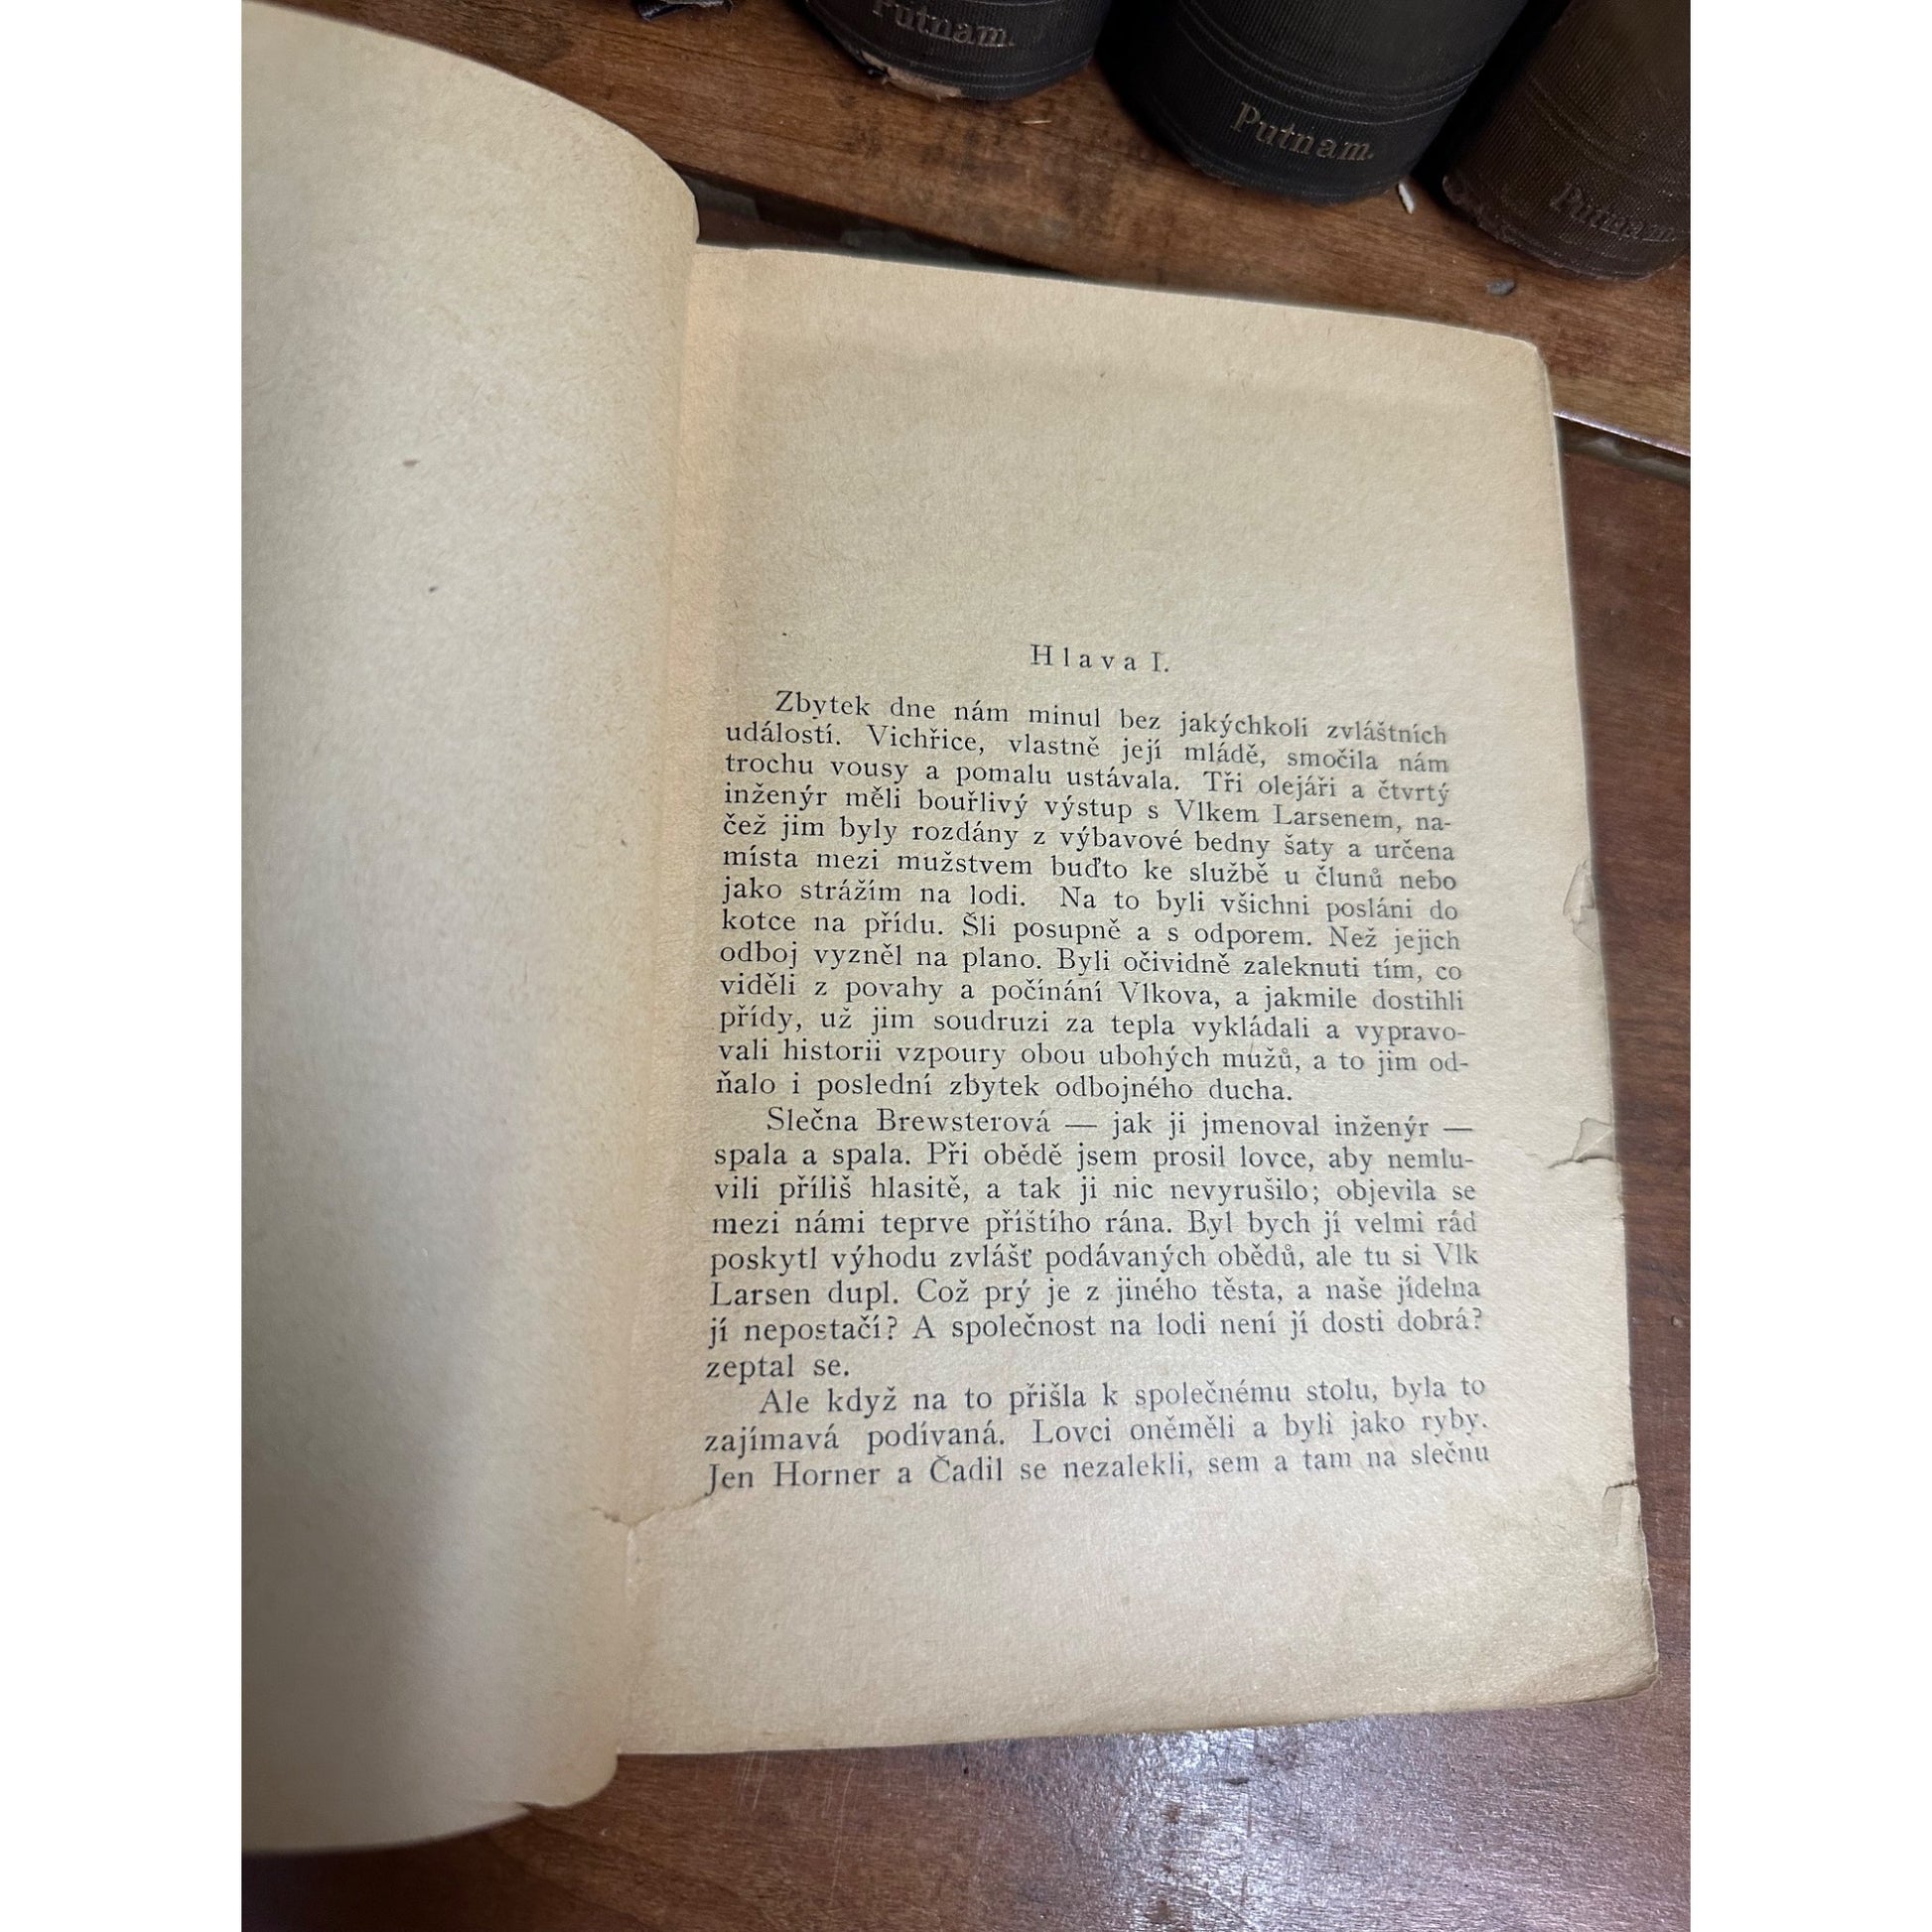 Putnam.
Putnam.
Putnam.
Hlava I.
Zbytek dne nám minul bez jakýchkoli zvláštních
událostí. Vichřice, vlastně její mládě, smočila nám
trochu vousy a pomalu ustávala. Tři olejáři a čtvrtý
inženýr měli bouřlivý výstup s Vlkem Larsenem, na-
čež jim byly rozdány z výbavové bedny šaty a určena
místa mezi mužstvem buďto ke službě u člunů nebo
jako strážím na lodi. Na to byli všichni posláni do
kotce na přídu. Šli posupně a s odporem. Než jejich
odboj vyzněl na plano. Byli očividně zaleknuti tím, co
viděli z povahy a počínání Vlkova, a jakmile dostihli
přídy, už jim soudruzi za tepla vykládali a vypravo-
vali historii vzpoury obou ubohých mužů, a to jim od-
ňalo i poslední zbytek odbojného ducha.
Slečna Brewsterová — jak ji jmenoval inženýr —
spala a spala. Při obědě jsem prosil lovce, aby nemlu-
vili příliš hlasitě, a tak ji nic nevyrušilo; objevila se
mezi námi teprve příštího rána. Byl bych jí velmi rád
poskytl výhodu zvlášť podávaných obědů, ale tu si Vlk
Larsen dupl. Což prý je z jiného těsta, a naše jídelna
jí nepostačí? A společnost na lodi není jí dosti dobrá?
zeptal se.
Ale když na to přišla k společnému stolu, byla to
zajímavá podívaná. Lovci oněměli a byli jako ryby.
Jen Horner a Čadil se nezalekli, sem a tam na slečnu